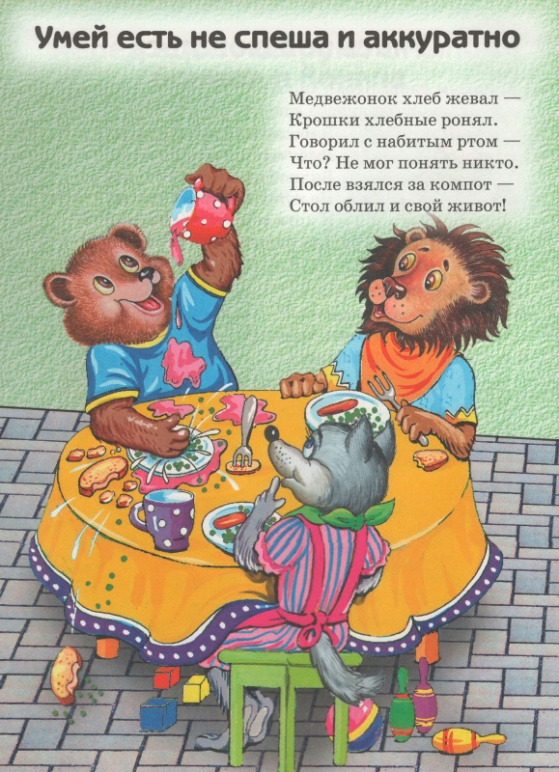 Умей есть не спеша и аккуратно
Медвежонок хлеб жевал —
Крошки хлебные ронял.
Говорил с набитым ртом —
Что? Не мог понять никто.
После взялся за компот —
Стол облил и свой живот!